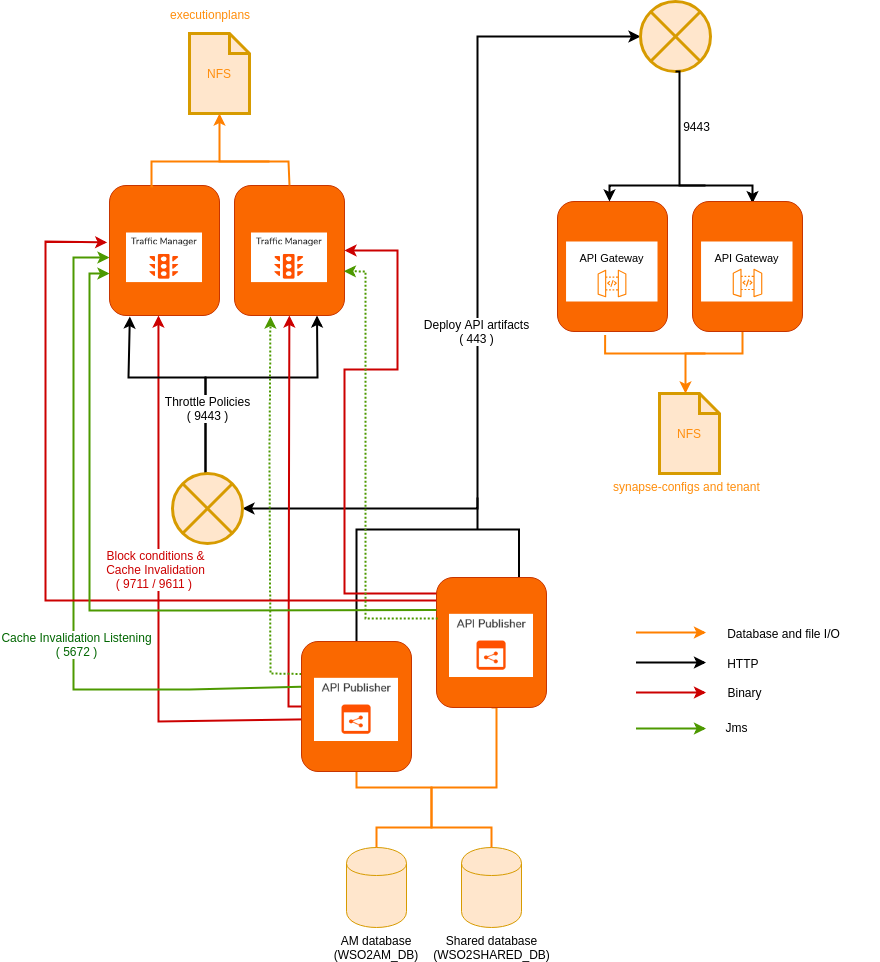 executionplans
NFS
9443
Traffic Manager
Traffic Manager
API Gateway
API Gateway
Deploy API artifacts
( 443 )
Throttle Policies
( 9443 )
NFS
synapse-configs and tenant
Block conditions &
Cache Invalidation
( 9711 / 9611 )
Cache Invalidation Listening
( 5672 )
API Publisher
API Publisher
Database and file I/O
HTTP
Binary
Jms
AM database
(WSO2AM_DB)
Shared database
(WSO2SHARED_DB)